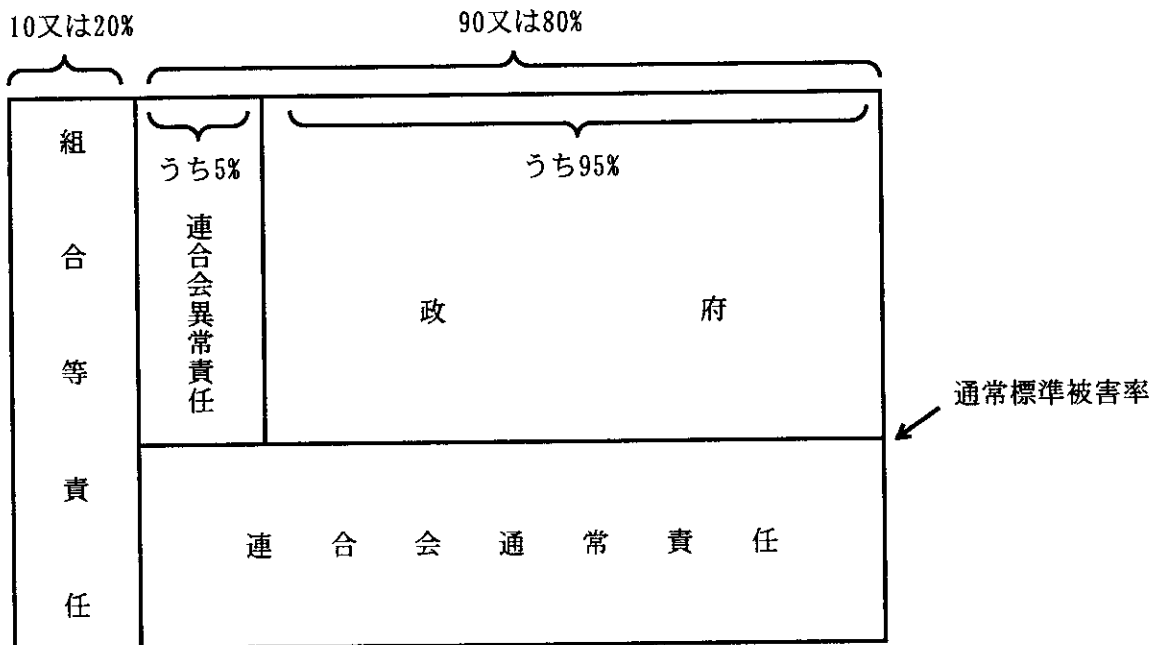 10又は20%
90又は80%
組合等責任
うち5%
うち95%
連合会異常責任
政府
通常標準被害率
連合会通常責任